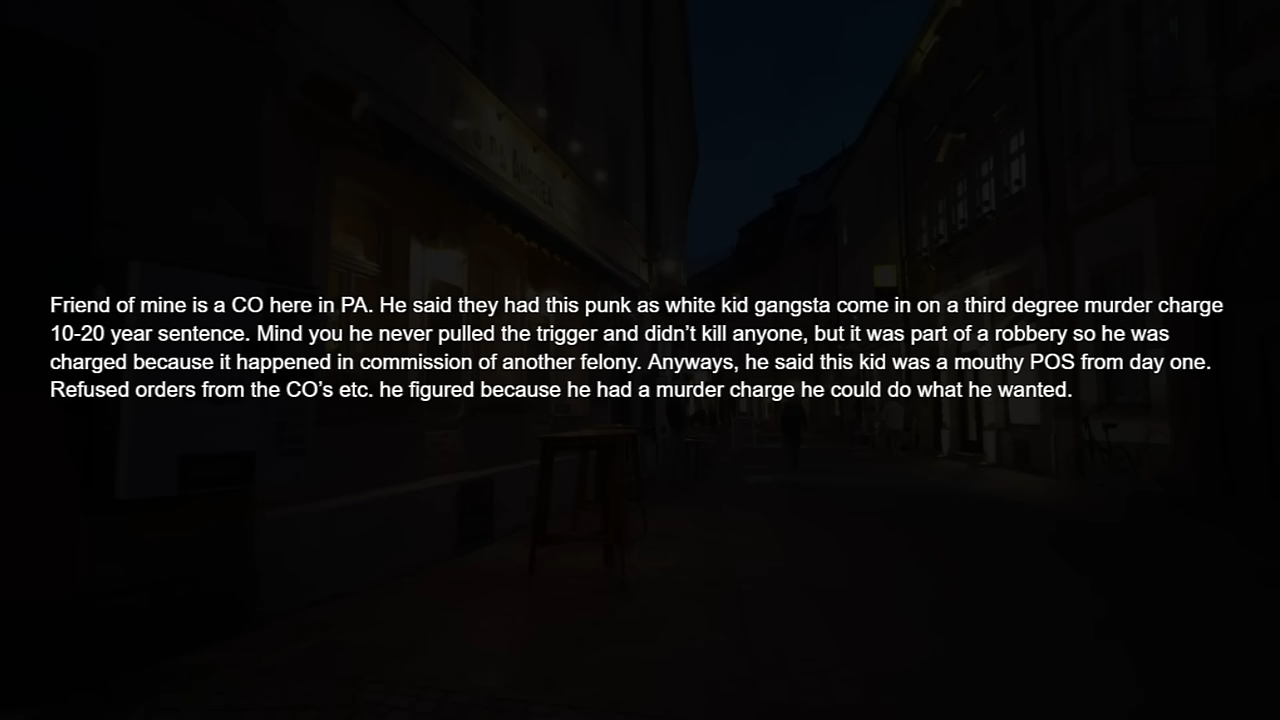 Friend of mine is a CO here in PA. He said they had this punk as white kid gangsta come in on a third degree murder charge
10-20 year sentence. Mind you he never pulled the trigger and didn’t kill anyone, but it was part of a robbery so he was
charged because it happened in commission of another felony. Anyways, he said this kid was a mouthy POS from day one.
Refused orders from the CO’s etc. he figured because he had a murder charge he could do what he wanted.